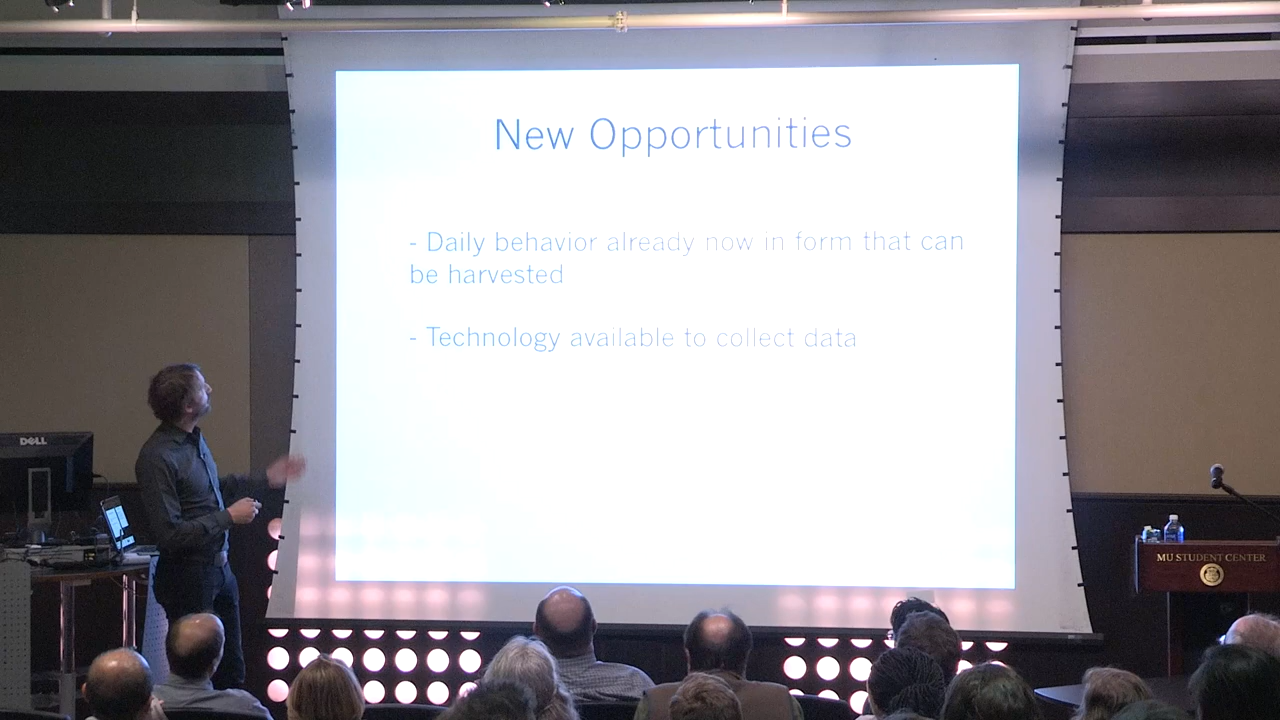 New Opportunities
- Daily behavior already now in form that can
be harvested
- Technology available to collect data
DELL
MU STUDENT CENTER